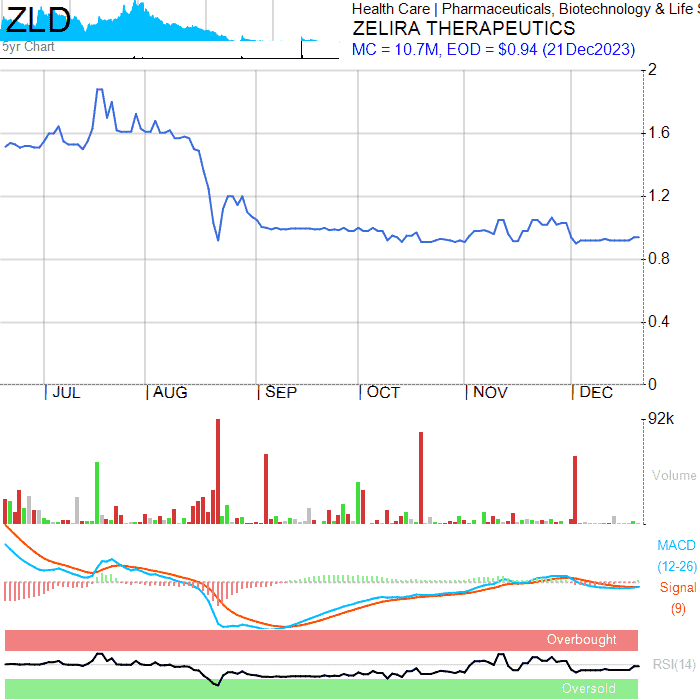 ZLD
5yr Chart
Health Care | Pharmaceuticals, Biotechnology & Life
ZELIRA THERAPEUTICS
MC = 10.7M, EOD = $0.94 (21Dec2023)
2
1.6
1.2
0.8
0.4
0
JUL AUG SEP OCT NOV DEC
92k
Volume
MACD
(12-26)
Signal
(9)
Overbought
RSI(14)
Oversold